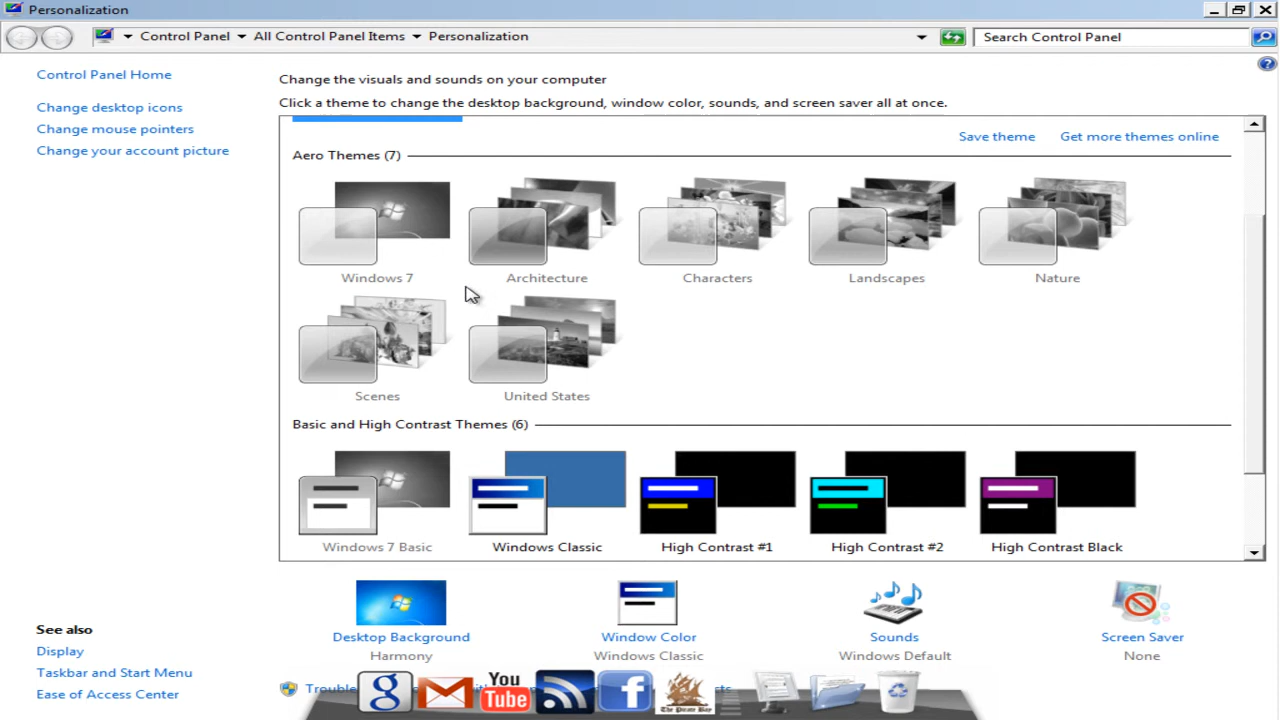 Personalization
Control Panel
All Control Panel Items
Personalization
Search Control Panel
Control Panel Home
Change desktop icons
Change mouse pointers
Change your account picture
See also
Display
Taskbar and Start Menu
Ease of Access Center
Change the visuals and sounds on your computer
Click a theme to change the desktop background, window color, sounds, and screen saver all at once.
Save theme
Get more themes online
Aero Themes (7)
Windows 7
Architecture
Characters
Landscapes
Nature
Scenes
United States
Basic and High Contrast Themes (6)
Windows 7 Basic
Windows Classic
High Contrast #1
High Contrast #2
High Contrast Black
Desktop Background
Harmony
Window Color
Windows Classic
Sounds
Windows Default
Screen Saver
None
g
You
Tube
f
The Pirate Bay